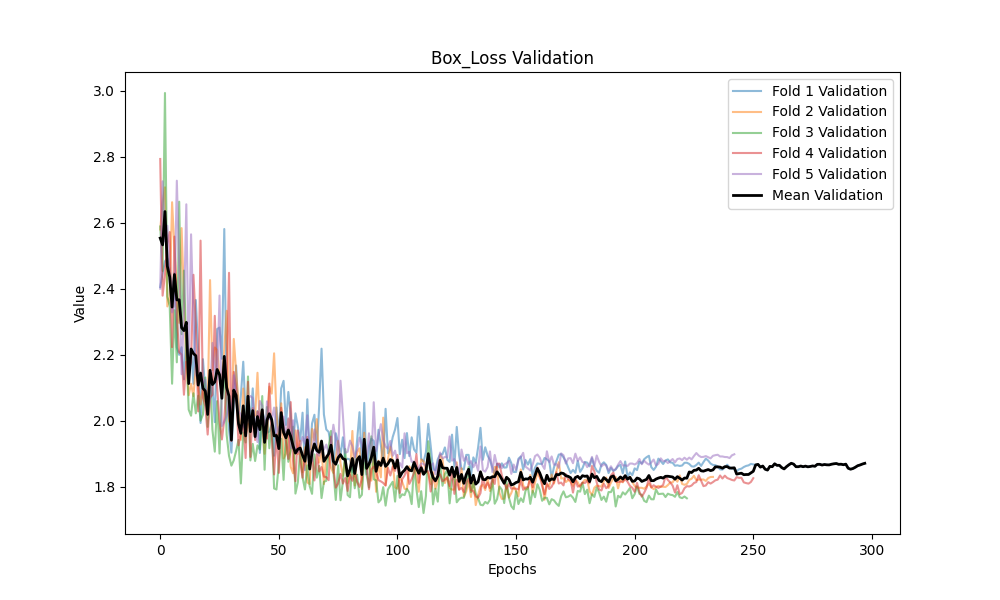 Box_Loss Validation
3.0
2.8
2.6
2.4
2.2
2.0
1.8
Value
0 50 100 150 200 250 300
Epochs
Fold 1 Validation
Fold 2 Validation
Fold 3 Validation
Fold 4 Validation
Fold 5 Validation
Mean Validation